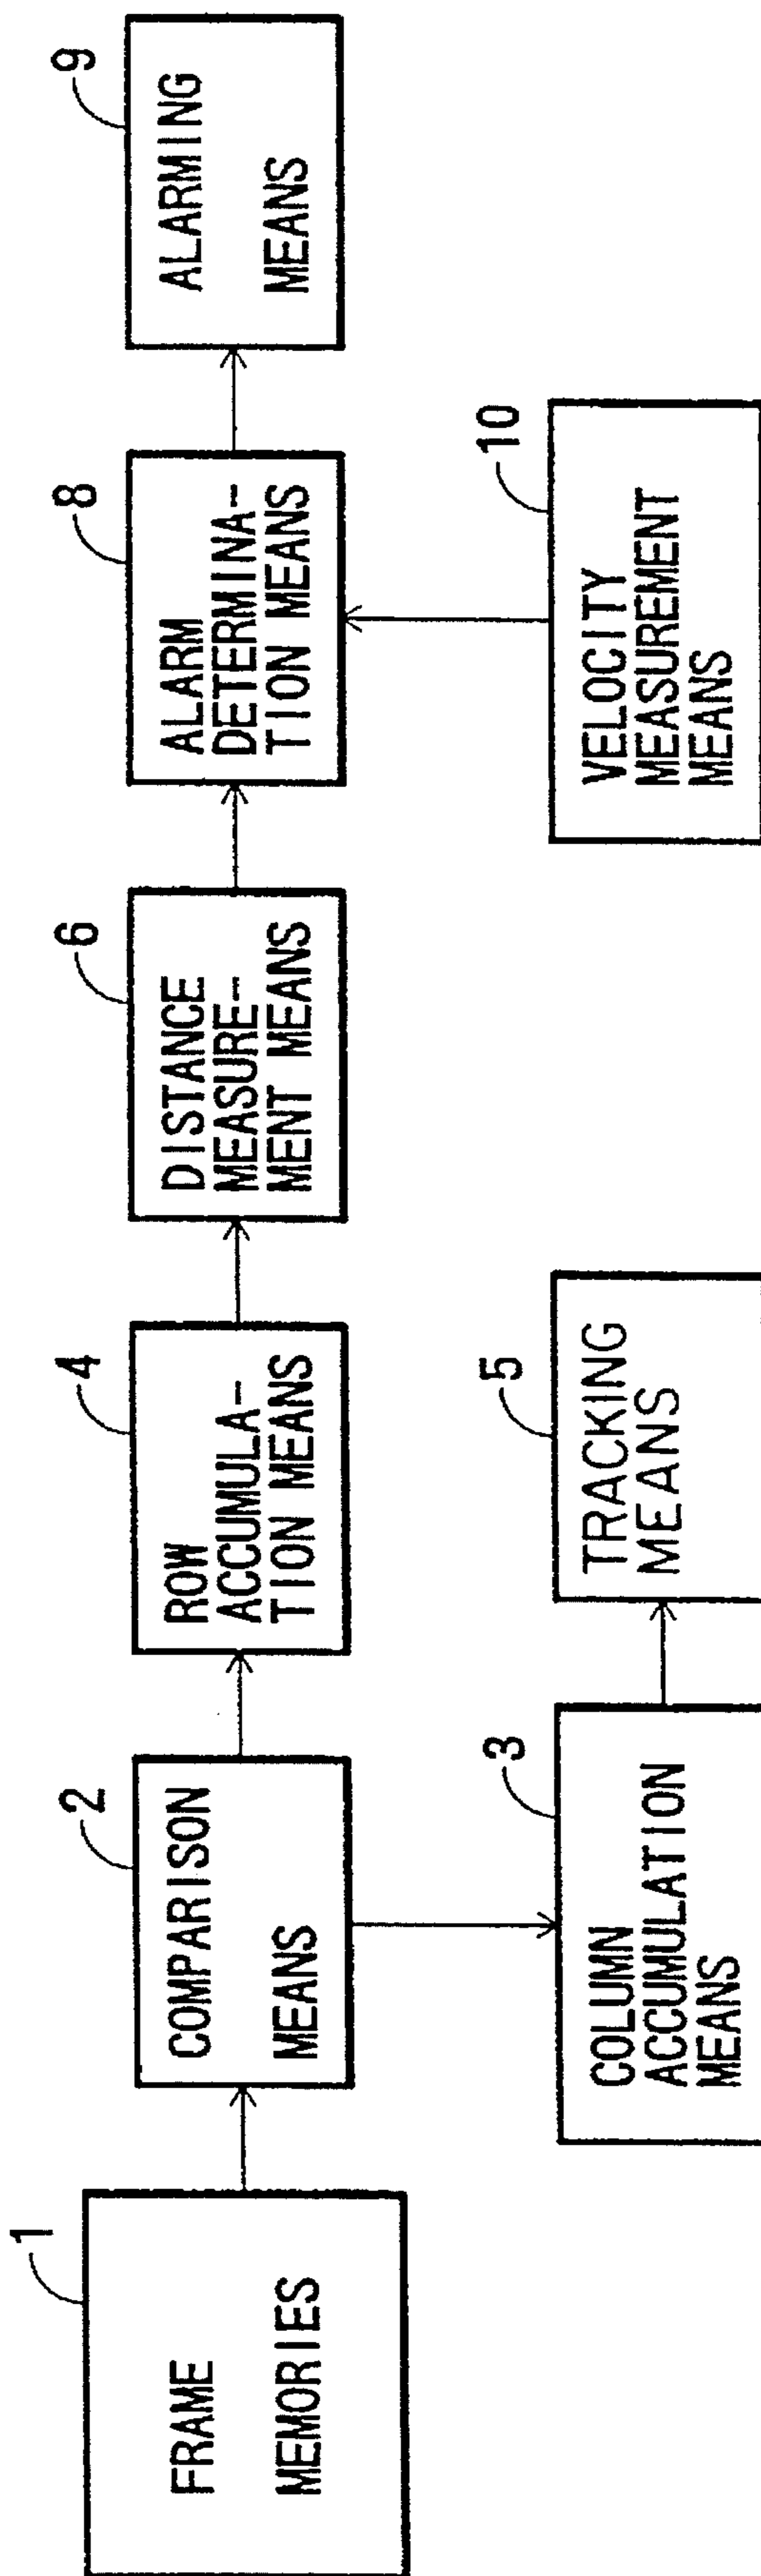 1
FRAME
MEMORIES
2
COMPARISON
MEANS
4
ROW
ACCUMULA-
TION MEANS
6
DISTANCE
MEASURE-
MENT MEANS
8
ALARM
DETERMINA-
TION MEANS
9
ALARMING
MEANS
3
COLUMN
ACCUMULATION
MEANS
5
TRACKING
MEANS
10
VELOCITY
MEASUREMENT
MEANS